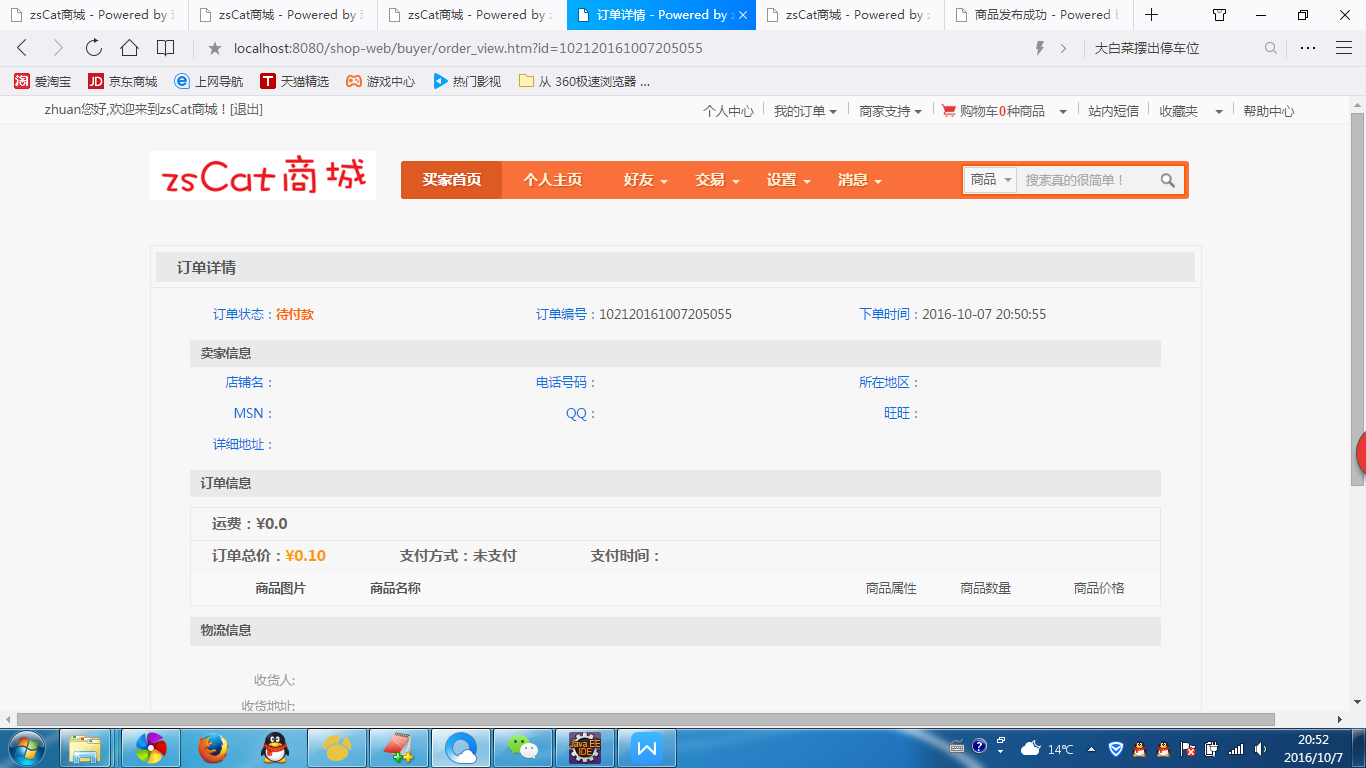 zsCat商城 - Powered by zsCat商城 - Powered by zsCat商城 - Powered by 订单详情 - Powered by zsCat商城 - Powered by 商品发布成功 - Powered
localhost:8080/shop-web/buyer/order_view.htm?id=102120161007205055 大白菜摆出停车位
爱淘宝 京东商城 上网导航 天猫精选 游戏中心 热门影视 从 360极速浏览器 ...
zhuan您好,欢迎来到zsCat商城！[退出] 个人中心 我的订单 商家支持 购物车0种商品 站内短信 收藏夹 帮助中心
zsCat商城 买家首页 个人主页 好友 交易 设置 消息 商品 搜索真的很简单！
订单详情
订单状态：待付款 订单编号：102120161007205055 下单时间：2016-10-07 20:50:55
卖家信息
店铺名： 电话号码： 所在地区：
MSN： QQ： 旺旺：
详细地址：
订单信息
运费：¥0.0
订单总价：¥0.10 支付方式：未支付 支付时间：
商品图片 商品名称 商品属性 商品数量 商品价格
物流信息
收货人:
收货地址:
14℃ 20:52
2016/10/7